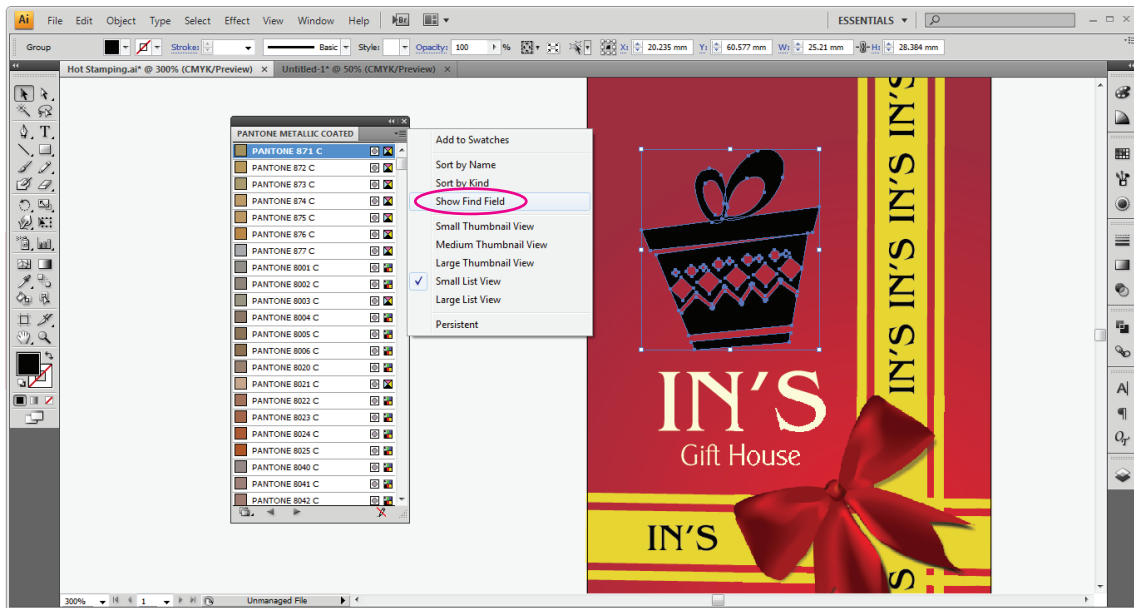 Ai File Edit Object Type Select Effect View Window Help Br ESSENTIALS
Group Stroke: Basic Style: Opacity: 100 % X: 20.235 mm Y: 60.577 mm W: 25.21 mm H: 28.384 mm
Hot Stamping.ai* @ 300% (CMYK/Preview) × Untitled-1* @ 50% (CMYK/Preview) ×
PANTONE METALLIC COATED
PANTONE 871 C
PANTONE 872 C
PANTONE 873 C
PANTONE 874 C
PANTONE 875 C
PANTONE 876 C
PANTONE 877 C
PANTONE 8001 C
PANTONE 8002 C
PANTONE 8003 C
PANTONE 8004 C
PANTONE 8005 C
PANTONE 8006 C
PANTONE 8020 C
PANTONE 8021 C
PANTONE 8022 C
PANTONE 8023 C
PANTONE 8024 C
PANTONE 8025 C
PANTONE 8040 C
PANTONE 8041 C
PANTONE 8042 C
Add to Swatches
Sort by Name
Sort by Kind
Show Find Field
Small Thumbnail View
Medium Thumbnail View
Large Thumbnail View
Small List View
Large List View
Persistent
IN'S
Gift House
IN'S IN'S IN'S IN'S
IN'S
S
300% 1 Unmanaged File